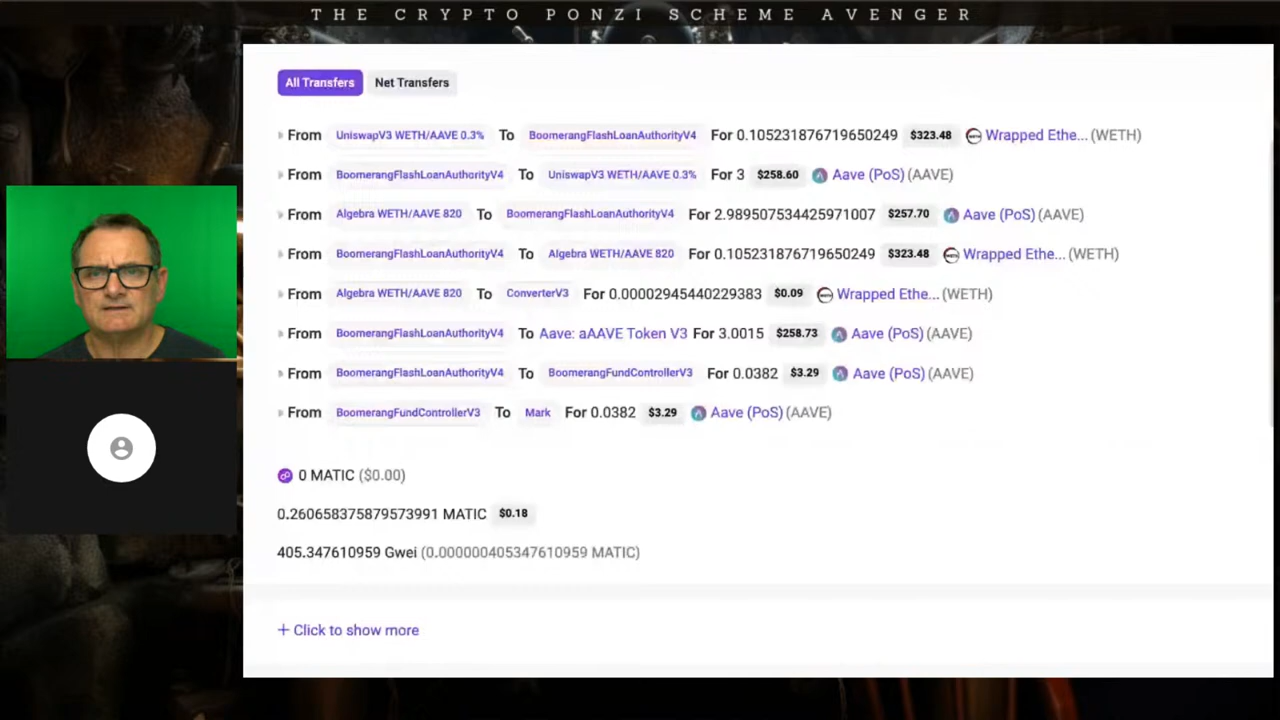 THE CRYPTO PONZI SCHEME AVENGER
All Transfers Net Transfers
From UniswapV3 WETH/AAVE 0.3% To BoomerangFlashLoanAuthorityV4 For 0.105231876719650249 $323.48 Wrapped Ethe... (WETH)
From BoomerangFlashLoanAuthorityV4 To UniswapV3 WETH/AAVE 0.3% For 3 $258.60 Aave (PoS) (AAVE)
From Algebra WETH/AAVE 820 To BoomerangFlashLoanAuthorityV4 For 2.989507534425971007 $257.70 Aave (PoS) (AAVE)
From BoomerangFlashLoanAuthorityV4 To Algebra WETH/AAVE 820 For 0.105231876719650249 $323.48 Wrapped Ethe... (WETH)
From Algebra WETH/AAVE 820 To ConverterV3 For 0.00002945440229383 $0.09 Wrapped Ethe... (WETH)
From BoomerangFlashLoanAuthorityV4 To Aave: aAAVE Token V3 For 3.0015 $258.73 Aave (PoS) (AAVE)
From BoomerangFlashLoanAuthorityV4 To BoomerangFundControllerV3 For 0.0382 $3.29 Aave (PoS) (AAVE)
From BoomerangFundControllerV3 To Mark For 0.0382 $3.29 Aave (PoS) (AAVE)
0 MATIC ($0.00)
0.260658375879573991 MATIC $0.18
405.347610959 Gwei (0.000000405347610959 MATIC)
+ Click to show more